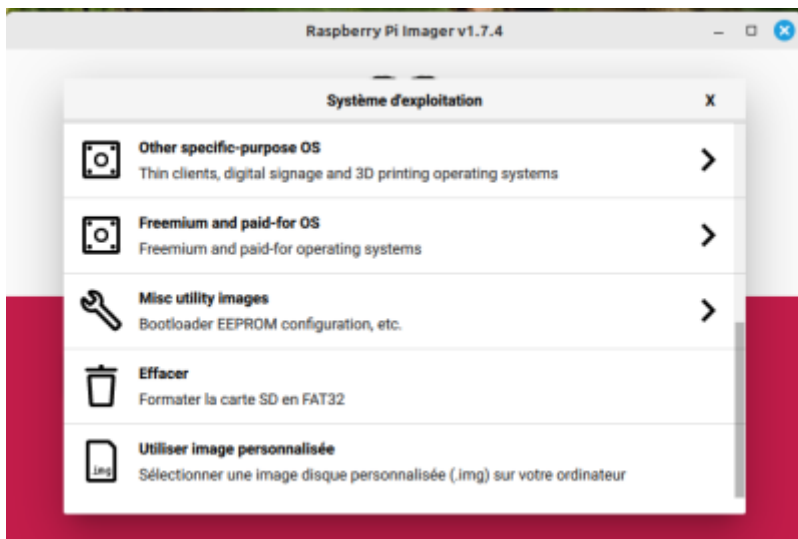 Raspberry Pi Imager v1.7.4
Système d'exploitation
X
Other specific-purpose OS
Thin clients, digital signage and 3D printing operating systems
Freemium and paid-for OS
Freemium and paid-for operating systems
Misc utility images
Bootloader EEPROM configuration, etc.
Effacer
Formater la carte SD en FAT32
Utiliser image personnalisée
.img
Sélectionner une image disque personnalisée (.img) sur votre ordinateur